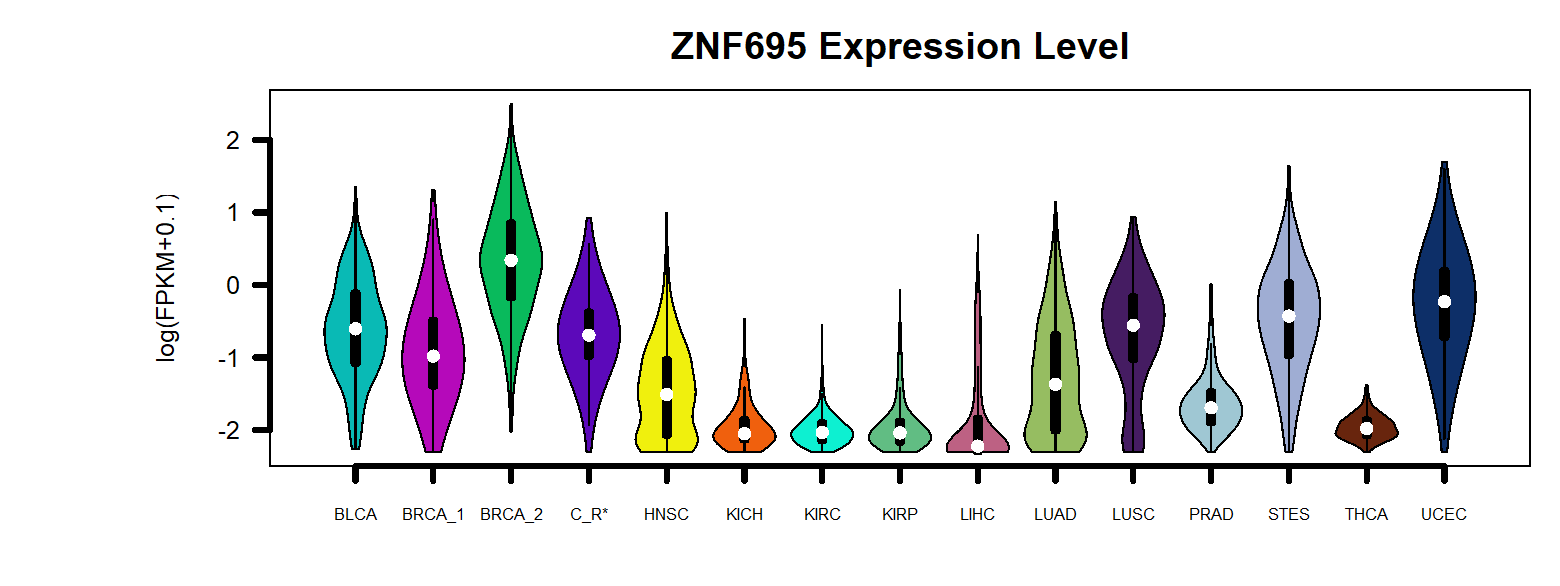 ZNF695 Expression Level
log(FPKM+0.1)
2
1
0
-1
-2
BLCA BRCA_1 BRCA_2 C_R* HNSC KICH KIRC KIRP LIHC LUAD LUSC PRAD STES THCA UCEC